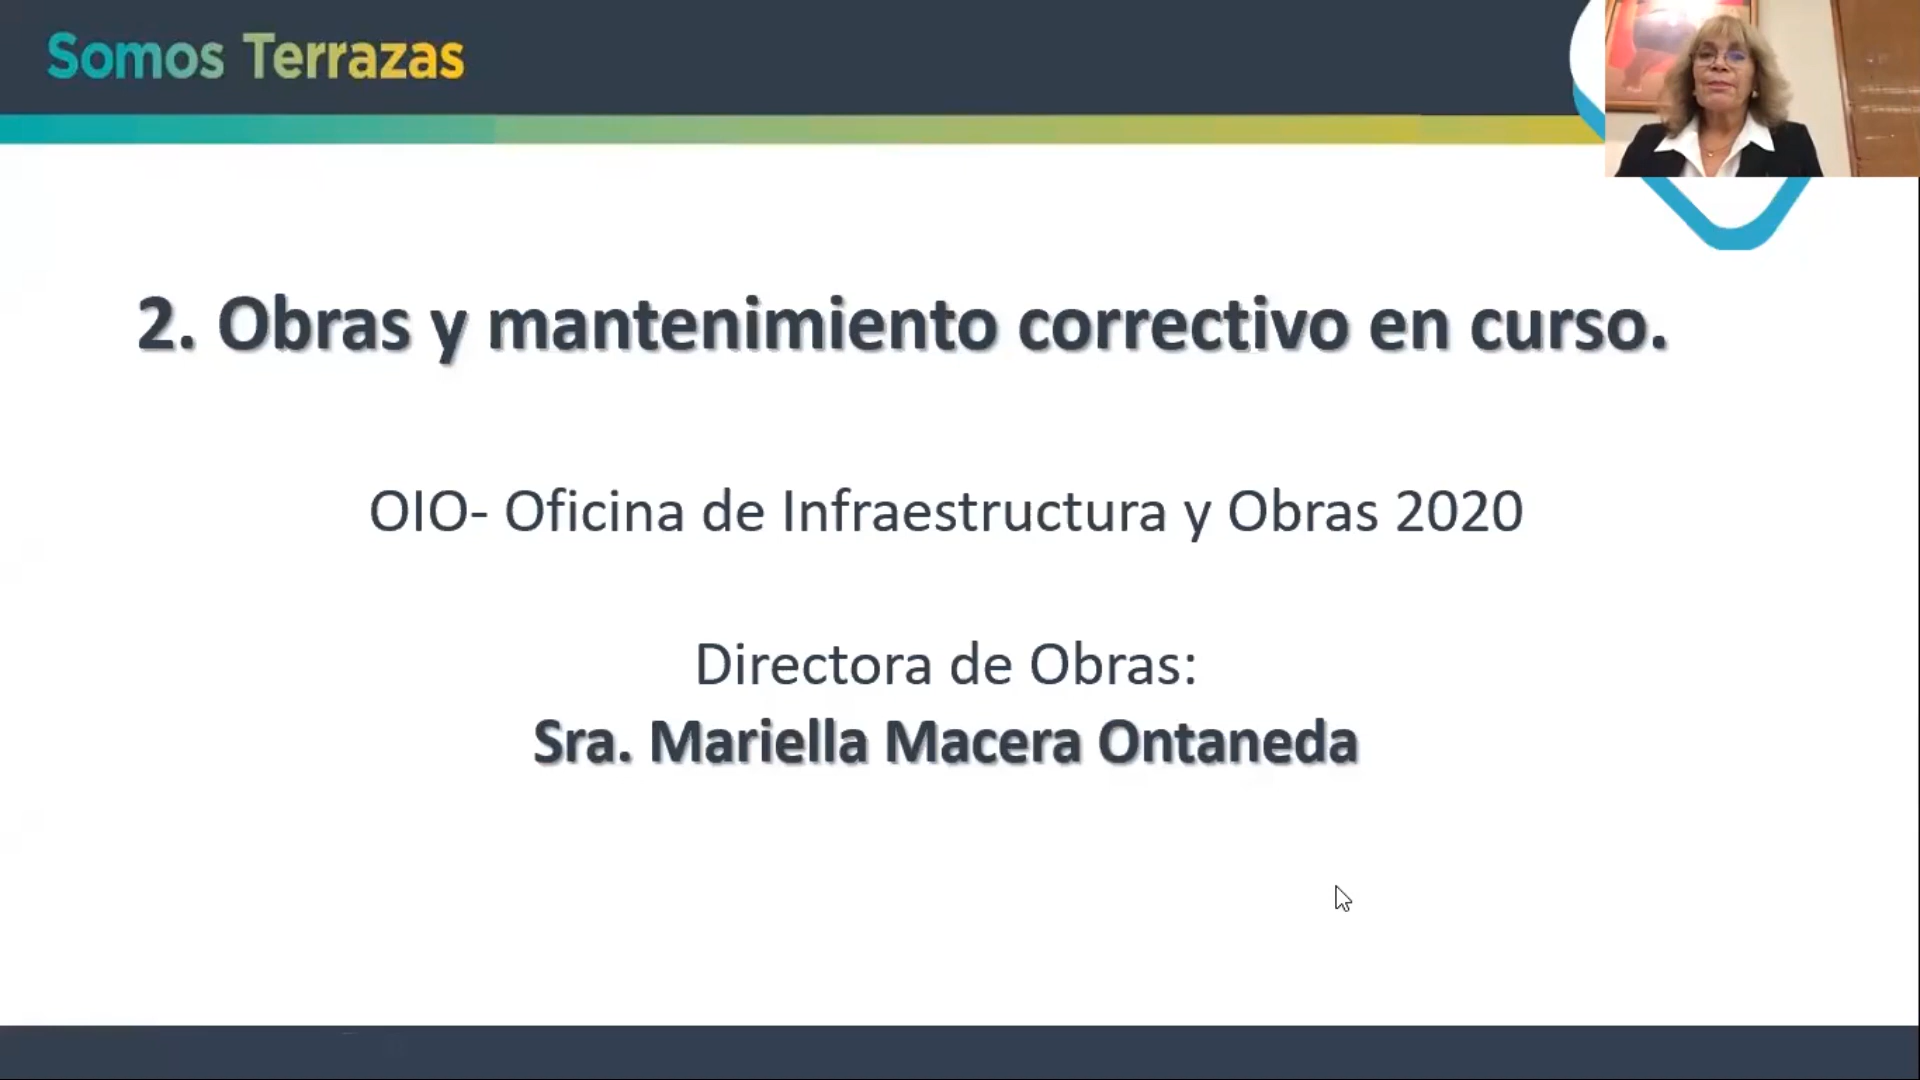 Somos Terrazas
2. Obras y mantenimiento correctivo en curso.
OIO- Oficina de Infraestructura y Obras 2020
Directora de Obras:
Sra. Mariella Macera Ontaneda